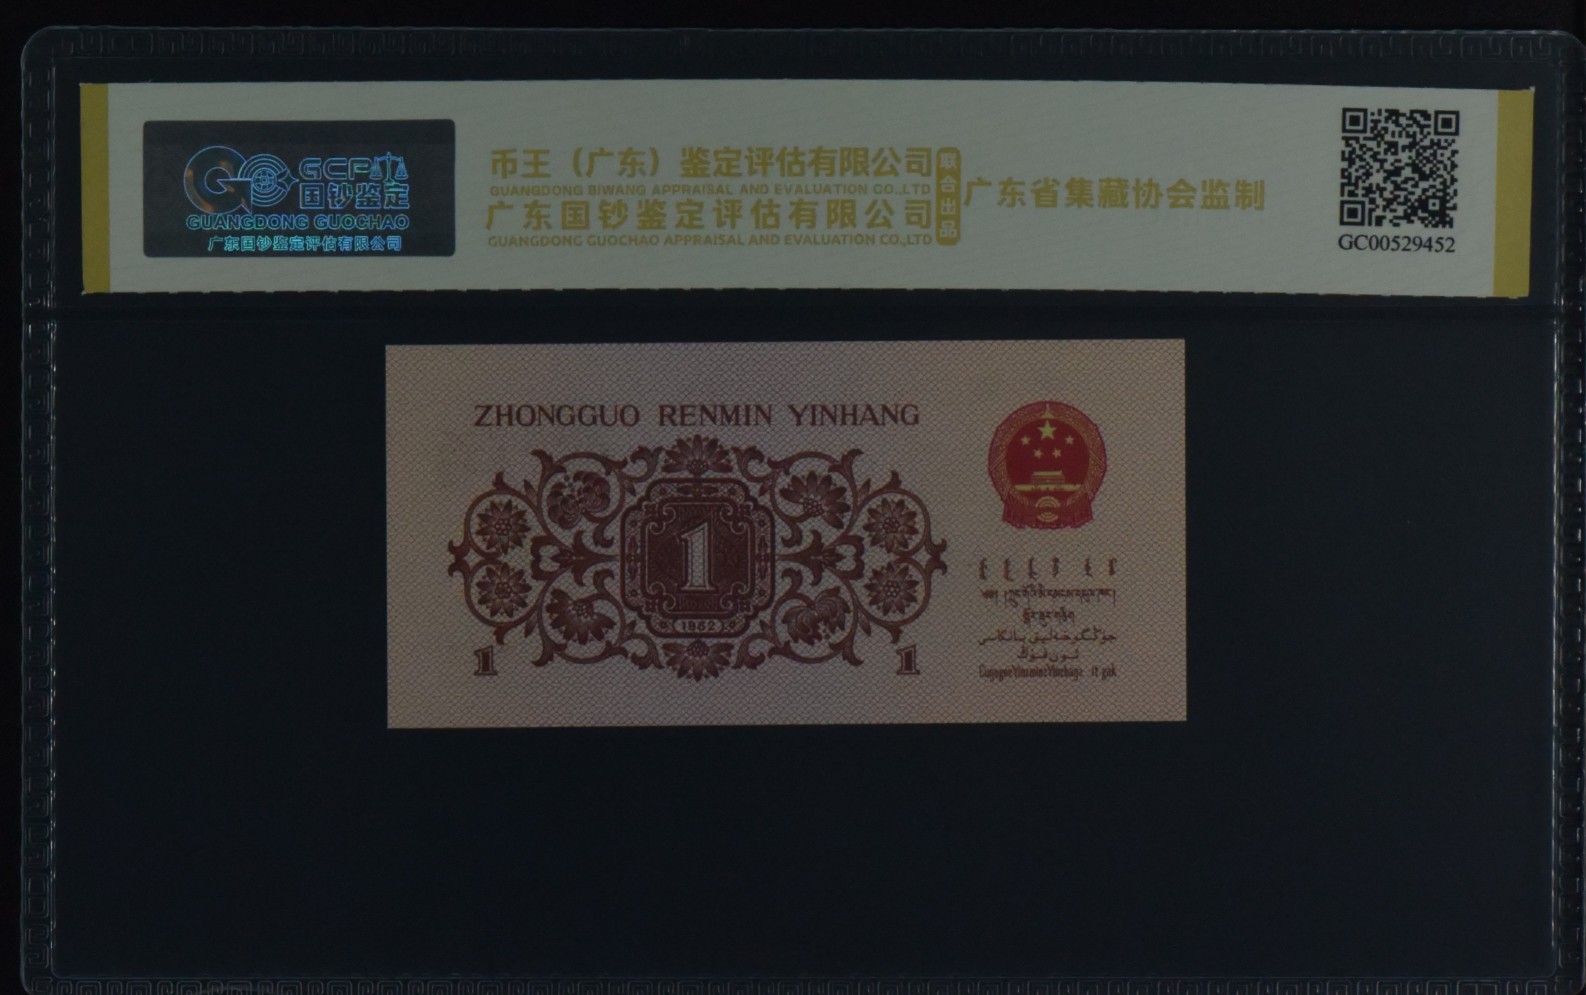 GCP
国钞鉴定
GUANGDONG GUOCHAO
广东国钞鉴定评估有限公司
币王（广东）鉴定评估有限公司
GUANGDONG BIWANG APPRAISAL AND EVALUATION CO.,LTD
广东国钞鉴定评估有限公司
GUANGDONG GUOCHAO APPRAISAL AND EVALUATION CO.,LTD
联合出品
广东省集藏协会监制
GC00529452
ZHONGGUO RENMIN YINHANG
1
1962
1
1